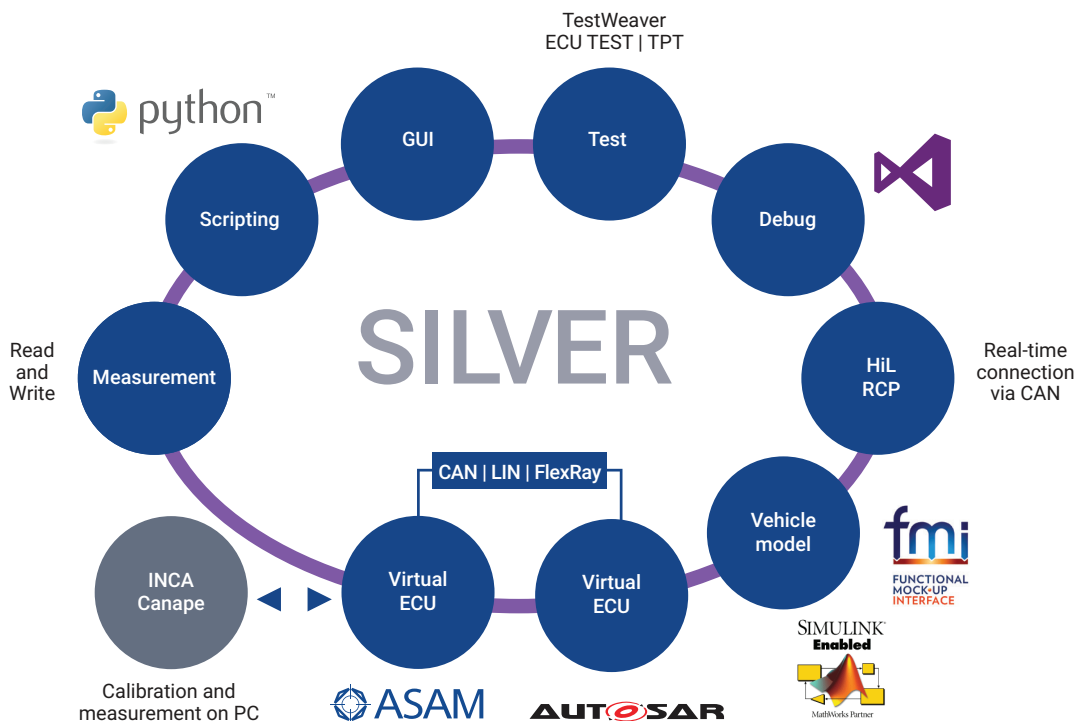 TestWeaver
ECU TEST | TPT
python™
GUI
Test
Scripting
Debug
SILVER
Read
and
Write
Measurement
HiL
RCP
Real-time
connection
via CAN
CAN | LIN | FlexRay
Vehicle
model
fmi
FUNCTIONAL
MOCK-UP
INTERFACE
INCA
Canape
Virtual
ECU
Virtual
ECU
SIMULINK®
Enabled
MathWorks Partner
Calibration and
measurement on PC
ASAM
AUTOSAR